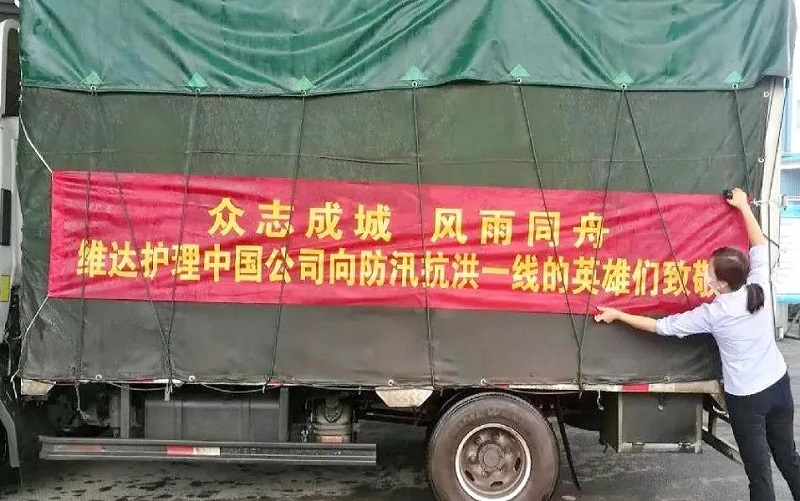 众志成城 风雨同舟
维达护理中国公司向防汛抗洪一线的英雄们致敬